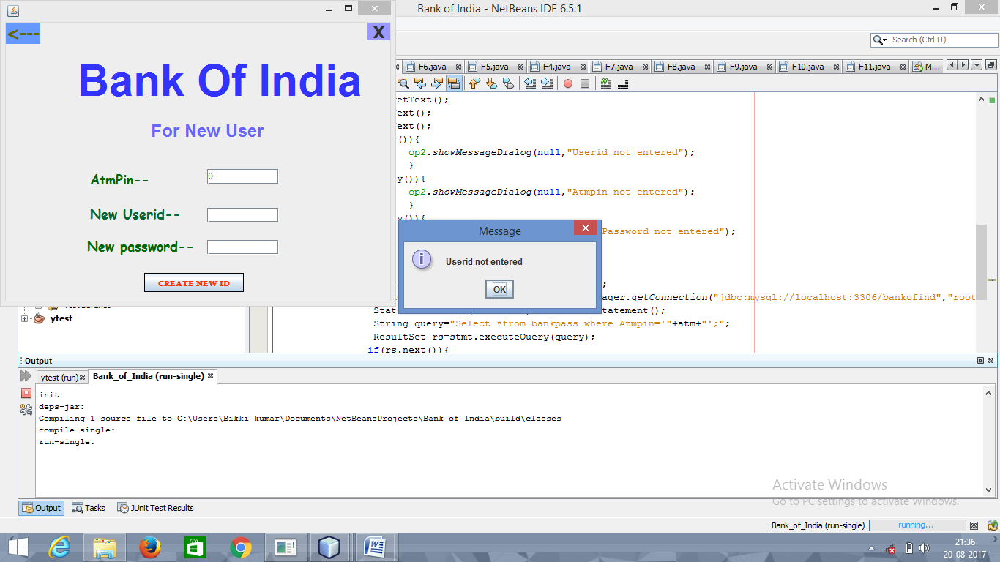 Bank of India - NetBeans IDE 6.5.1
<---
X
Bank Of India
For New User
AtmPin--
0
New Userid--
New password--
CREATE NEW ID
Search (Ctrl+I)
F6.java
F5.java
F4.java
F7.java
F8.java
F9.java
F10.java
F11.java
M...
etText();
ext();
ext();
()){
op2.showMessageDialog(null,"Userid not entered");
}
y()){
op2.showMessageDialog(null,"Atmpin not entered");
}
y()){
Password not entered");
Message
Userid not entered
OK
;
ager.getConnection("jdbc:mysql://localhost:3306/bankofind","root
State
tatement();
String query="Select *from bankpass where Atmpin='"+atm+"';";
ResultSet rs=stmt.executeQuery(query);
if(rs.next()){
Test Libraries
ytest
Output
ytest (run)
Bank_of_India (run-single)
init:
deps-jar:
Compiling 1 source file to C:\Users\Bikki kumar\Documents\NetBeansProjects\Bank of India\build\classes
compile-single:
run-single:
Activate Windows
Go to PC settings to activate Windows.
Output
Tasks
JUnit Test Results
Bank_of_India (run-single)
running...
21:36
20-08-2017